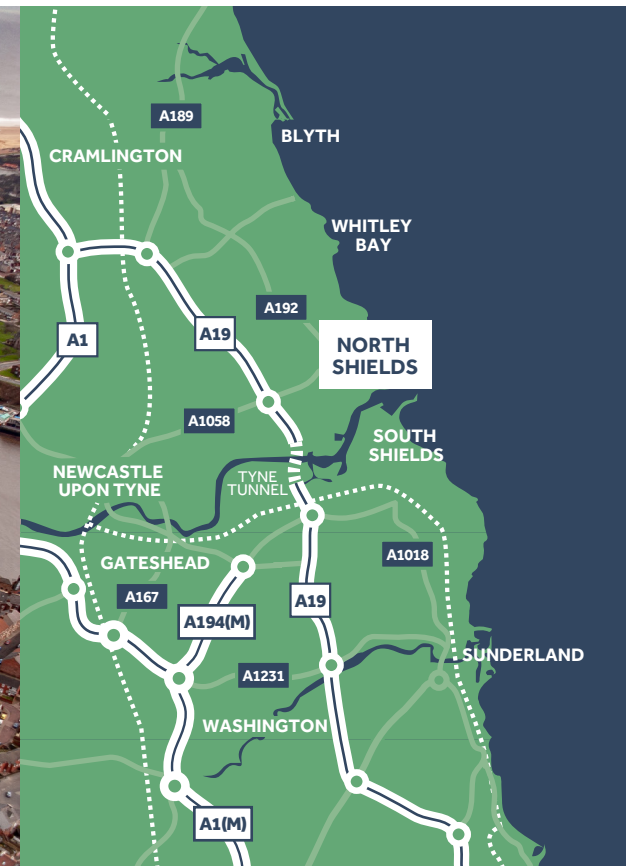 A189
BLYTH
CRAMLINGTON
WHITLEY
BAY
A192
A19
A1
NORTH
SHIELDS
A1058
SOUTH
SHIELDS
NEWCASTLE
UPON TYNE
TYNE
TUNNEL
A1018
GATESHEAD
A167
A19
A194(M)
SUNDERLAND
A1231
WASHINGTON
A1(M)